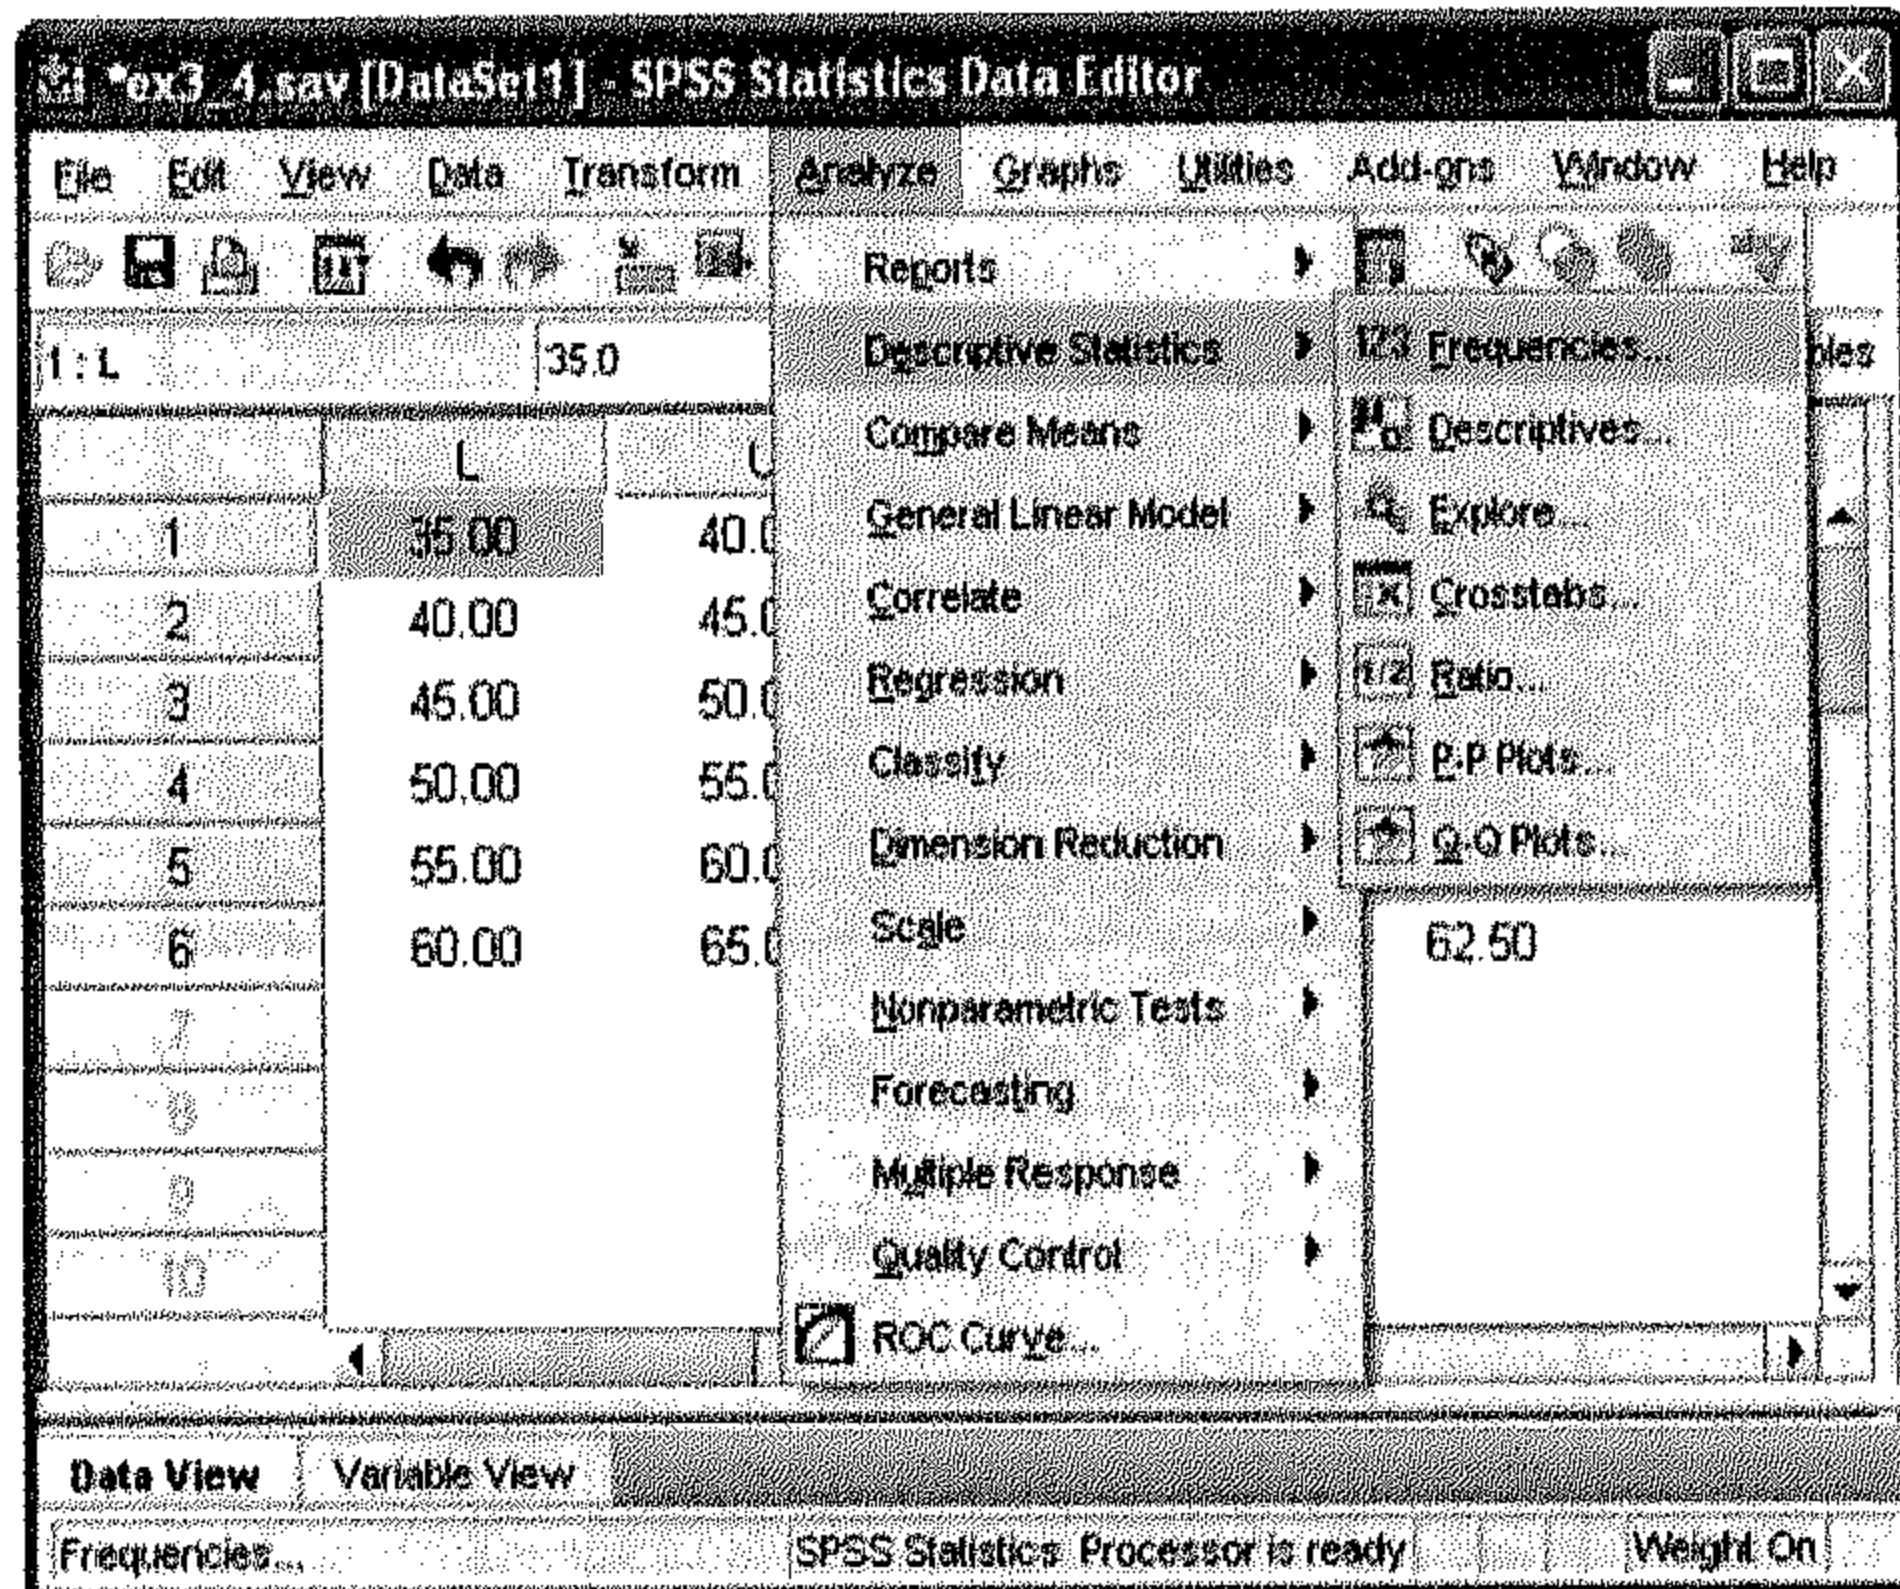 *ex3_4.sav [DataSet1] - SPSS Statistics Data Editor
File Edit View Data Transform Analyze Graphs Utilities Add-ons Window Help
Reports
1 : L 35.0 Descriptive Statistics 123 Frequencies... bles
Compare Means Descriptives...
L U
1 35.00 40.0 General Linear Model Explore...
2 40.00 45.0 Correlate Crosstabs...
3 45.00 50.0 Regression 1/2 Ratio...
4 50.00 55.0 Classify P-P Plots...
5 55.00 60.0 Dimension Reduction Q-Q Plots...
6 60.00 65.0 Scale 62.50
7 Nonparametric Tests
8 Forecasting
9 Multiple Response
10 Quality Control
ROC Curve...
Data View Variable View
Frequencies... SPSS Statistics Processor is ready Weight On